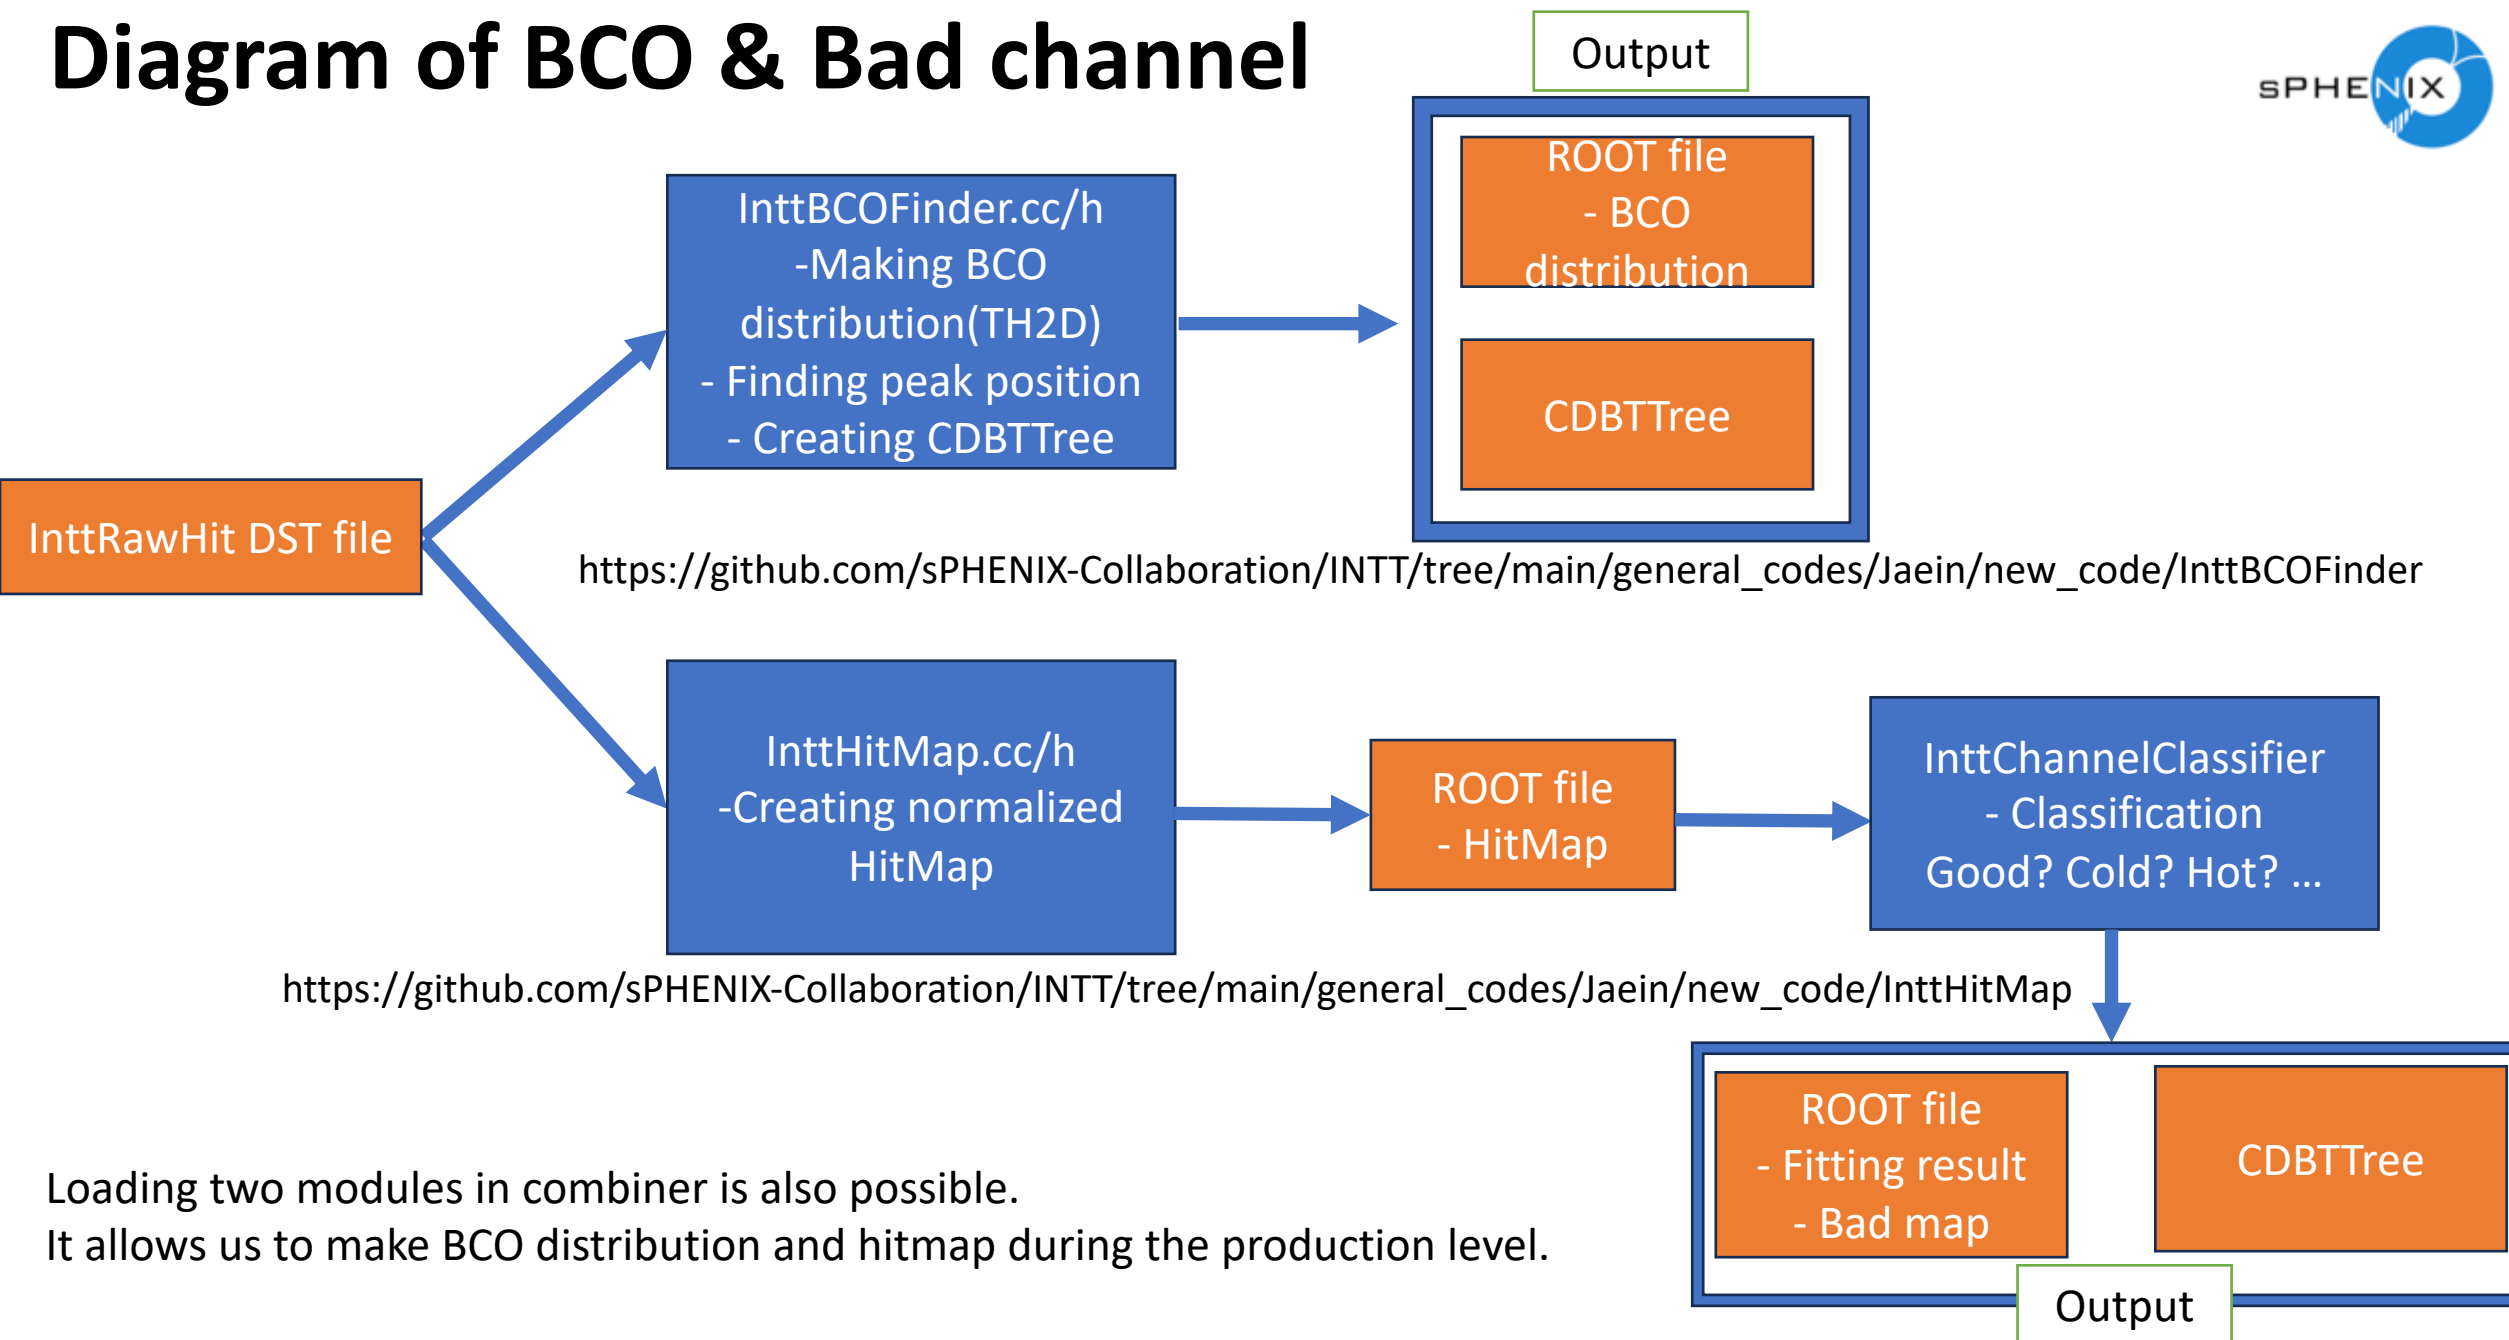 Diagram of BCO & Bad channel
Output
sPHENIX
ROOT file
- BCO
distribution
CDBTTree
InttBCOFinder.cc/h
-Making BCO
distribution(TH2D)
- Finding peak position
- Creating CDBTTree
InttRawHit DST file
https://github.com/sPHENIX-Collaboration/INTT/tree/main/general_codes/Jaein/new_code/InttBCOFinder
InttHitMap.cc/h
-Creating normalized
HitMap
ROOT file
- HitMap
InttChannelClassifier
- Classification
Good? Cold? Hot? ...
https://github.com/sPHENIX-Collaboration/INTT/tree/main/general_codes/Jaein/new_code/InttHitMap
ROOT file
- Fitting result
- Bad map
CDBTTree
Output
Loading two modules in combiner is also possible.
It allows us to make BCO distribution and hitmap during the production level.